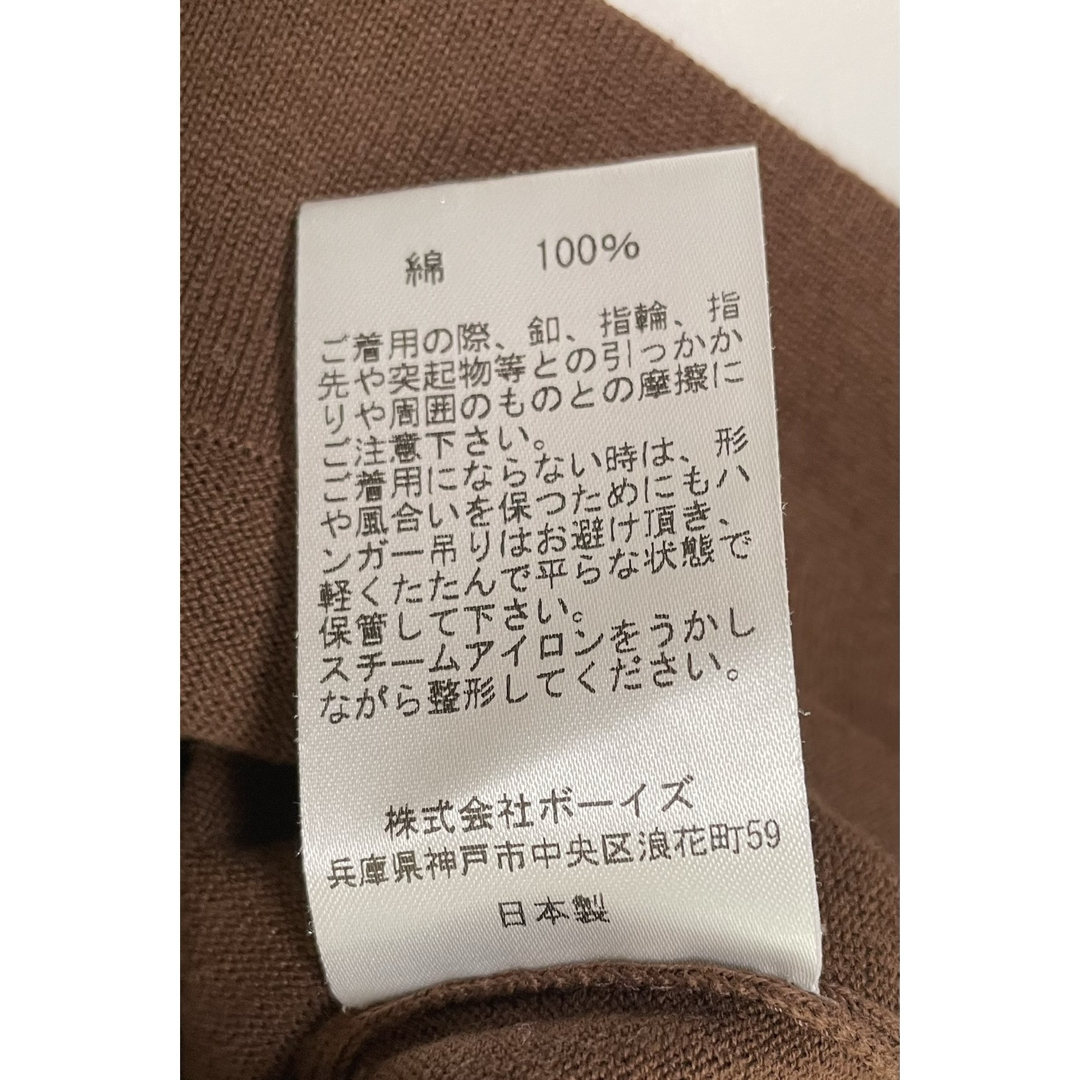 綿 100%
ご着用の際、釦、指輪、指
先や突起物等との引っかか
りや周囲のものとの摩擦に
ご注意下さい。
ご着用にならない時は、形
や風合いを保つためにもハ
ンガー吊りはお避け頂き、
軽くたたんで平らな状態で
保管して下さい。
スチームアイロンをうかし
ながら整形してください。
株式会社ボーイズ
兵庫県神戸市中央区浪花町59
日本製